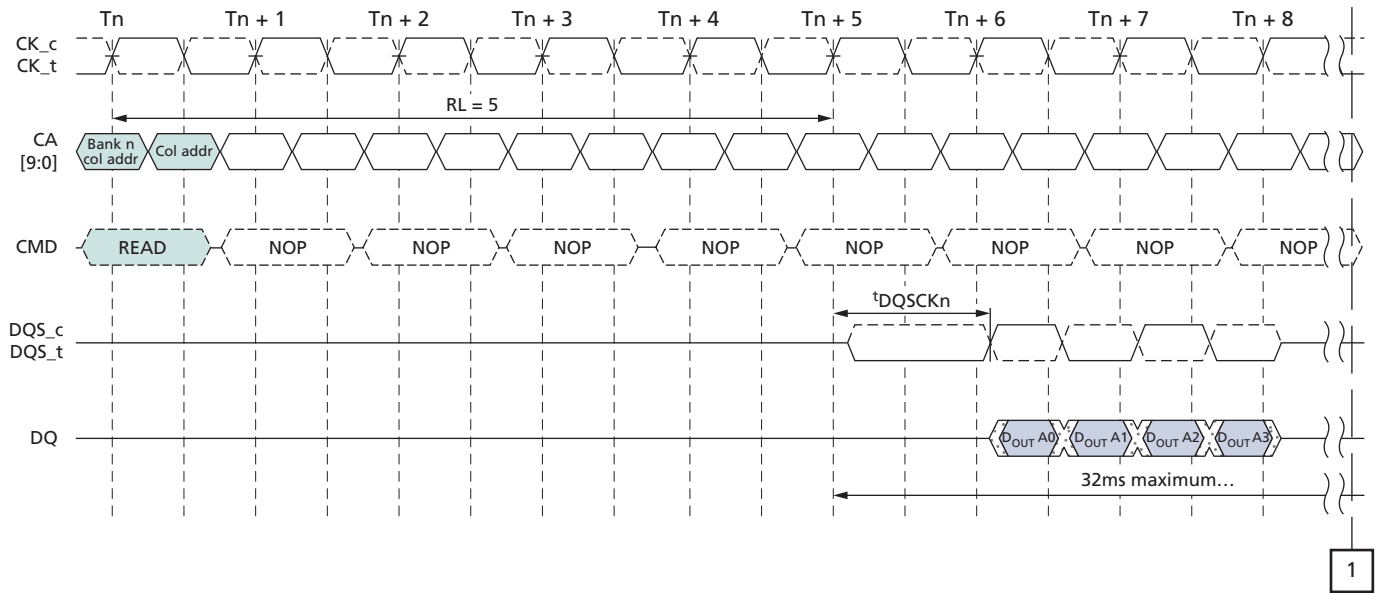 Tn Tn + 1 Tn + 2 Tn + 3 Tn + 4 Tn + 5 Tn + 6 Tn + 7 Tn + 8
CK_c
CK_t
RL = 5
CA
[9:0]
Bank n
col addr
Col addr
CMD READ NOP NOP NOP NOP NOP NOP NOP NOP
tDQSCKn
DQS_c
DQS_t
DQ DOUT A0 DOUT A1 DOUT A2 DOUT A3
32ms maximum…
1